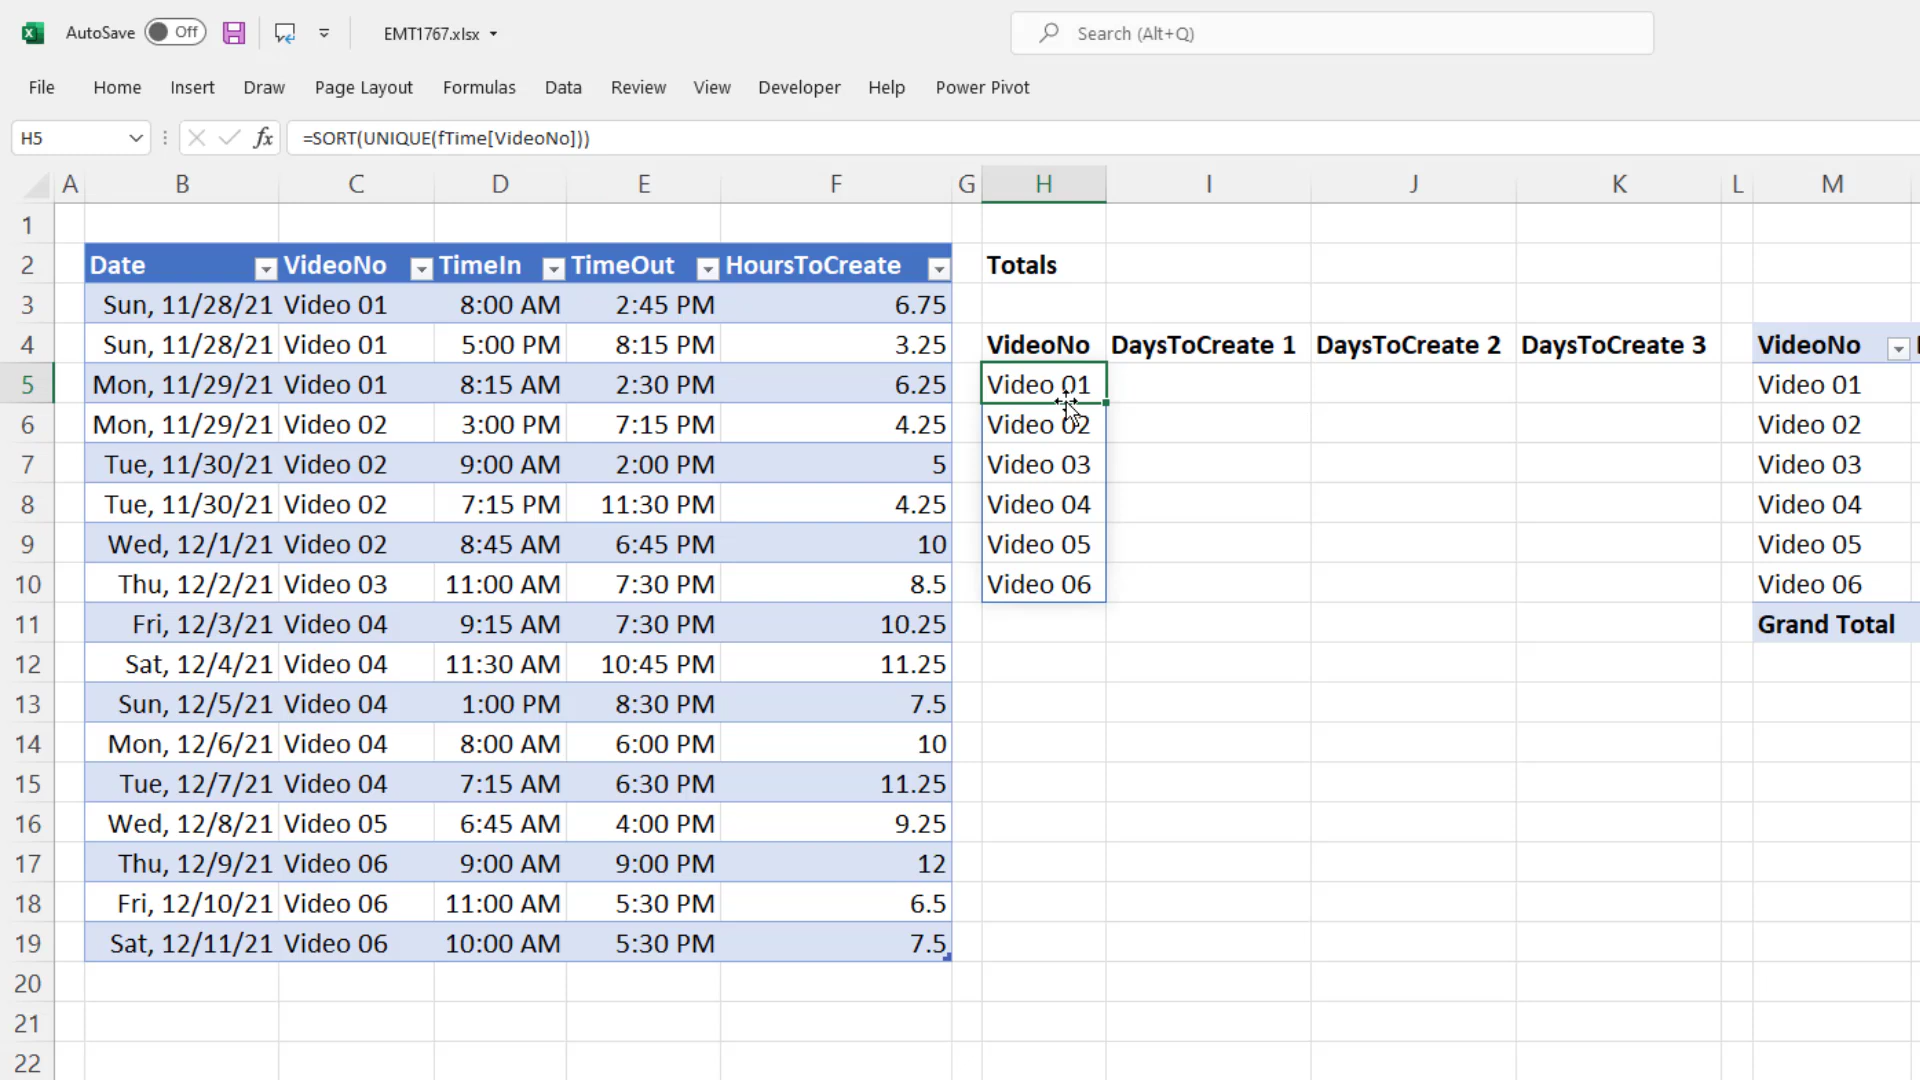 AutoSave Off EMT1767.xlsx Search (Alt+Q)
File Home Insert Draw Page Layout Formulas Data Review View Developer Help Power Pivot
H5 fx =SORT(UNIQUE(fTime[VideoNo]))
A B C D E F G H I J K L M
1
2 Date VideoNo TimeIn TimeOut HoursToCreate Totals
3 Sun, 11/28/21 Video 01 8:00 AM 2:45 PM 6.75
4 Sun, 11/28/21 Video 01 5:00 PM 8:15 PM 3.25 VideoNo DaysToCreate 1 DaysToCreate 2 DaysToCreate 3 VideoNo
5 Mon, 11/29/21 Video 01 8:15 AM 2:30 PM 6.25 Video 01 Video 01
6 Mon, 11/29/21 Video 02 3:00 PM 7:15 PM 4.25 Video 02 Video 02
7 Tue, 11/30/21 Video 02 9:00 AM 2:00 PM 5 Video 03 Video 03
8 Tue, 11/30/21 Video 02 7:15 PM 11:30 PM 4.25 Video 04 Video 04
9 Wed, 12/1/21 Video 02 8:45 AM 6:45 PM 10 Video 05 Video 05
10 Thu, 12/2/21 Video 03 11:00 AM 7:30 PM 8.5 Video 06 Video 06
11 Fri, 12/3/21 Video 04 9:15 AM 7:30 PM 10.25 Grand Total
12 Sat, 12/4/21 Video 04 11:30 AM 10:45 PM 11.25
13 Sun, 12/5/21 Video 04 1:00 PM 8:30 PM 7.5
14 Mon, 12/6/21 Video 04 8:00 AM 6:00 PM 10
15 Tue, 12/7/21 Video 04 7:15 AM 6:30 PM 11.25
16 Wed, 12/8/21 Video 05 6:45 AM 4:00 PM 9.25
17 Thu, 12/9/21 Video 06 9:00 AM 9:00 PM 12
18 Fri, 12/10/21 Video 06 11:00 AM 5:30 PM 6.5
19 Sat, 12/11/21 Video 06 10:00 AM 5:30 PM 7.5
20
21
22